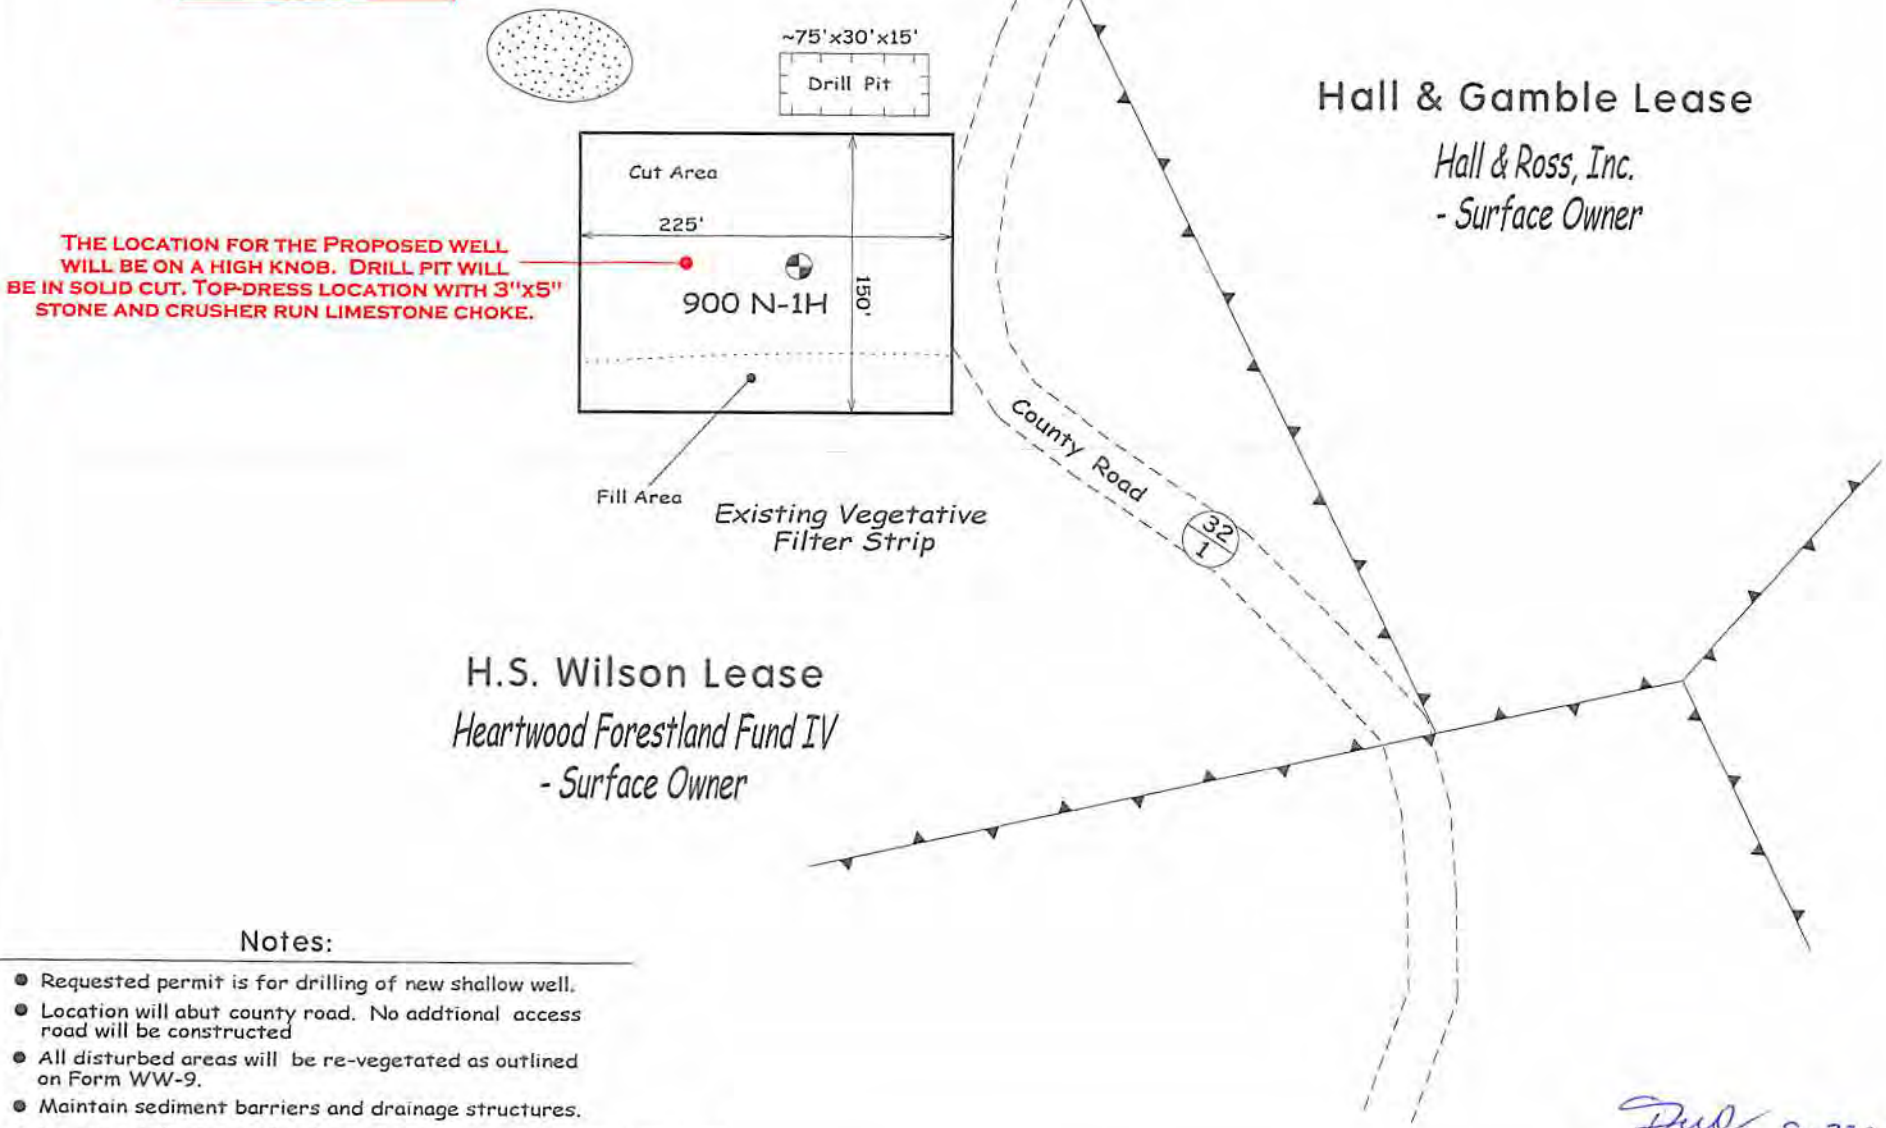 ~75'x30'x15'
Drill Pit
Hall & Gamble Lease
Hall & Ross, Inc.
- Surface Owner
Cut Area
225'
THE LOCATION FOR THE PROPOSED WELL
WILL BE ON A HIGH KNOB. DRILL PIT WILL
BE IN SOLID CUT. TOP-DRESS LOCATION WITH 3"X5"
STONE AND CRUSHER RUN LIMESTONE CHOKE.
900 N-1H
150'
County Road
32
1
Fill Area
Existing Vegetative
Filter Strip
H.S. Wilson Lease
Heartwood Forestland Fund IV
- Surface Owner
Notes:
● Requested permit is for drilling of new shallow well.
● Location will abut county road. No addtional access
road will be constructed
● All disturbed areas will be re-vegetated as outlined
on Form WW-9.
● Maintain sediment barriers and drainage structures.